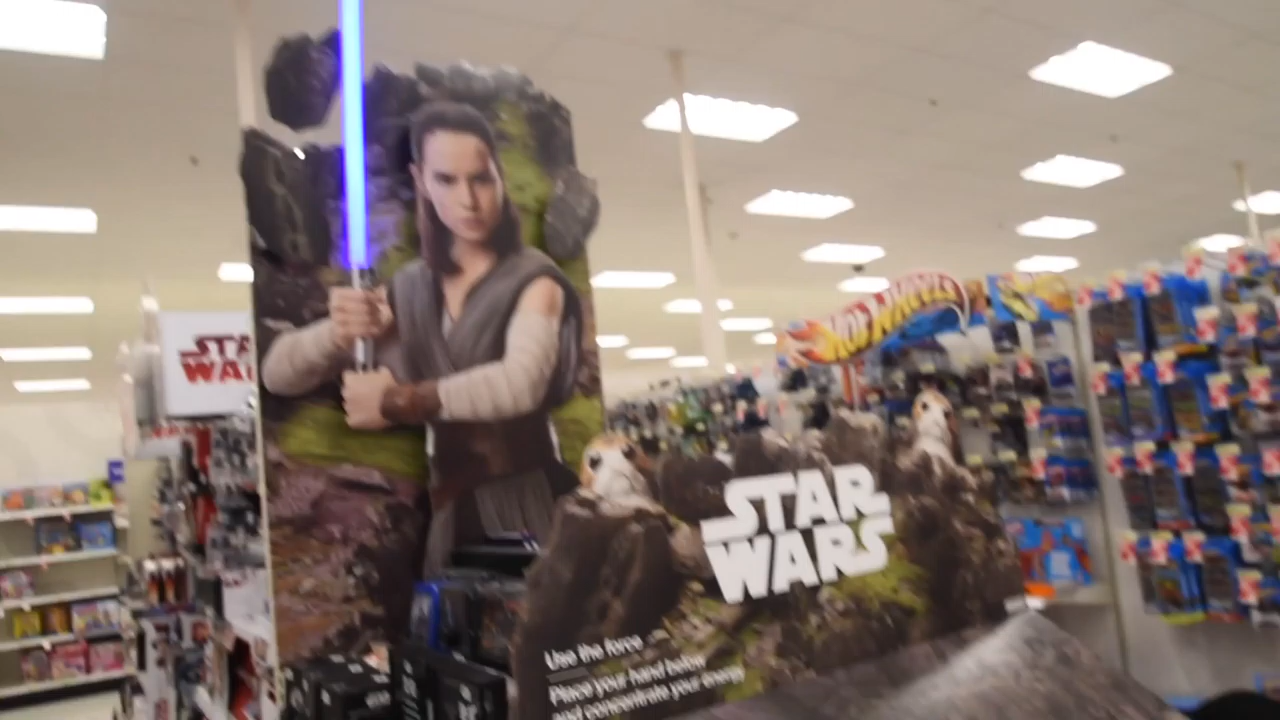 STAR
WARS
HOT WHEELS
STAR
WARS
Use the force
Place your hand below
and concentrate your energy